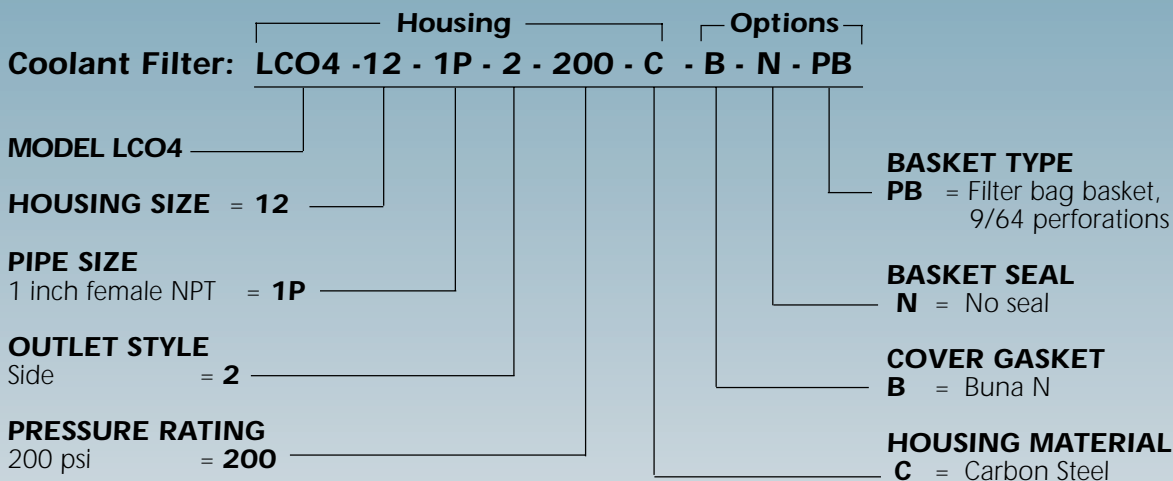 Housing Options
Coolant Filter: LCO4 -12 - 1P - 2 - 200 - C - B - N - PB
MODEL LCO4
HOUSING SIZE = 12
PIPE SIZE
1 inch female NPT = 1P
OUTLET STYLE
Side = 2
PRESSURE RATING
200 psi = 200
BASKET TYPE
PB = Filter bag basket,
9/64 perforations
BASKET SEAL
N = No seal
COVER GASKET
B = Buna N
HOUSING MATERIAL
C = Carbon Steel